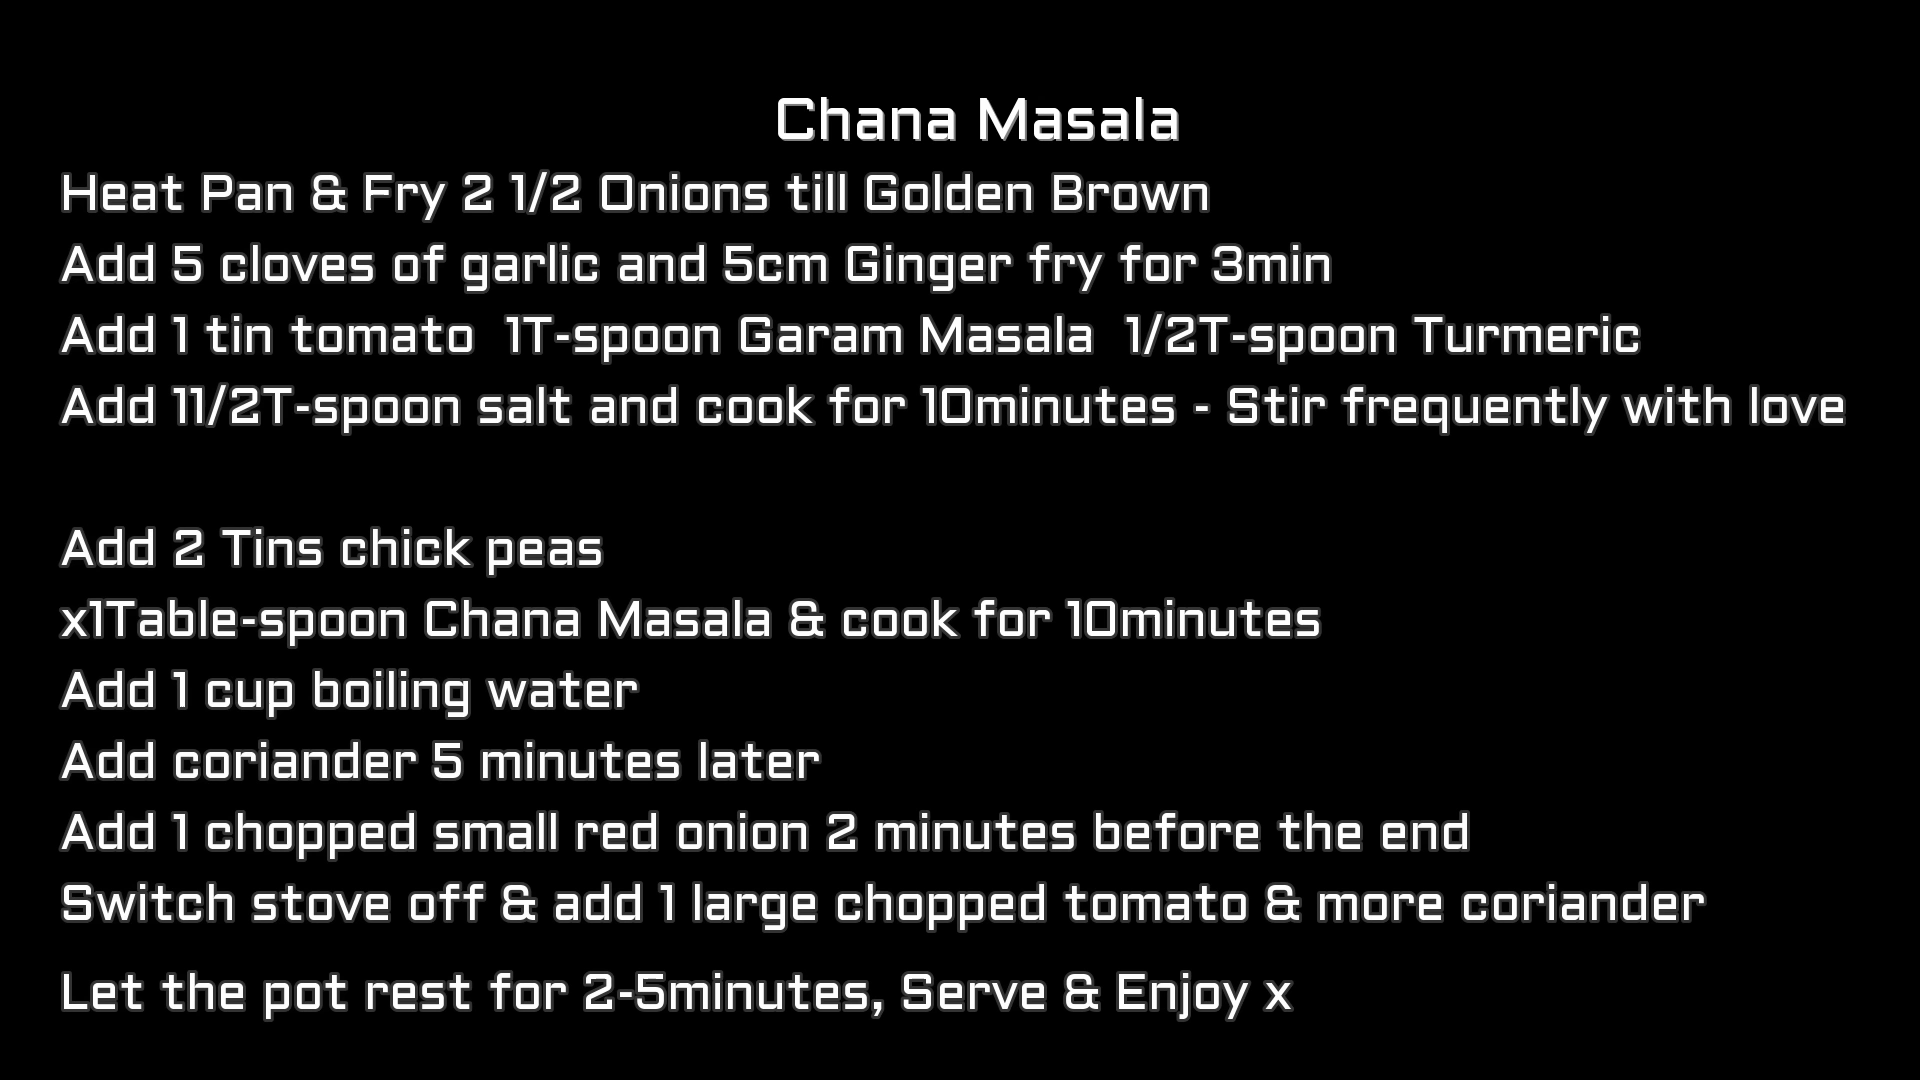 Chana Masala
Heat Pan & Fry 2 1/2 Onions till Golden Brown
Add 5 cloves of garlic and 5cm Ginger fry for 3min
Add 1 tin tomato  1T-spoon Garam Masala  1/2T-spoon Turmeric
Add 11/2T-spoon salt and cook for 10minutes - Stir frequently with love
Add 2 Tins chick peas
x1Table-spoon Chana Masala & cook for 10minutes
Add 1 cup boiling water
Add coriander 5 minutes later
Add 1 chopped small red onion 2 minutes before the end
Switch stove off & add 1 large chopped tomato & more coriander
Let the pot rest for 2-5minutes, Serve & Enjoy x